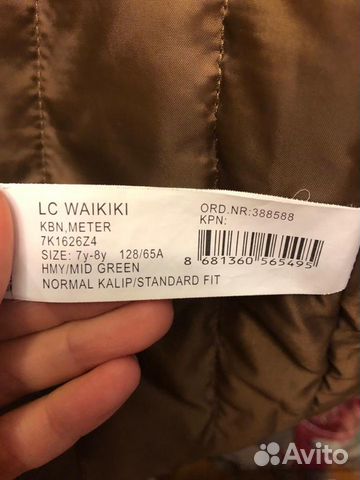 LC WAIKIKI
KBN,METER
7K1626Z4
SIZE: 7y-8y 128/65A
HMY/MID GREEN
NORMAL KALIP/STANDARD FIT
ORD.NR:388588
KPN:
8 681360 565495
Avito